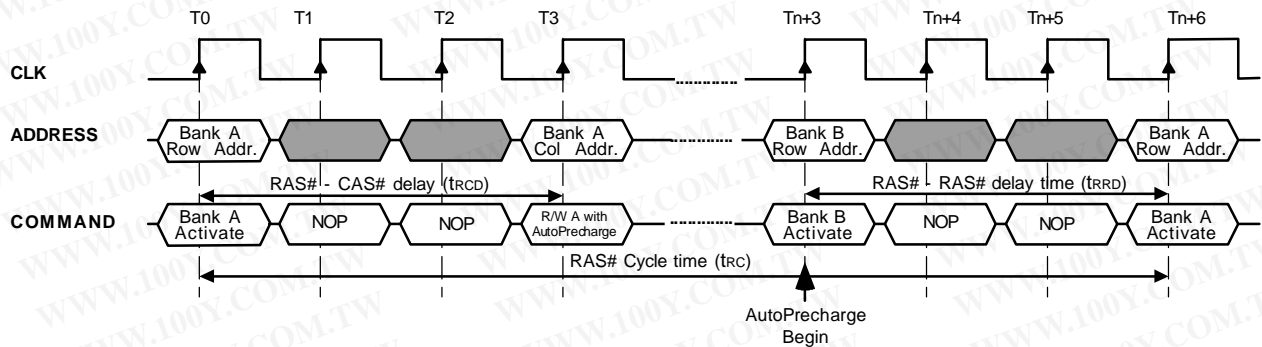 T0 T1 T2 T3 Tn+3 Tn+4 Tn+5 Tn+6
CLK
ADDRESS
Bank A
Row Addr.
Bank A
Col Addr.
Bank B
Row Addr.
Bank A
Row Addr.
RAS# - CAS# delay (tRCD)
RAS# - RAS# delay time (tRRD)
COMMAND
Bank A
Activate
NOP
NOP
R/W A with
AutoPrecharge
Bank B
Activate
NOP
NOP
Bank A
Activate
RAS# Cycle time (tRC)
AutoPrecharge
Begin
WWW.100Y.COM.TW